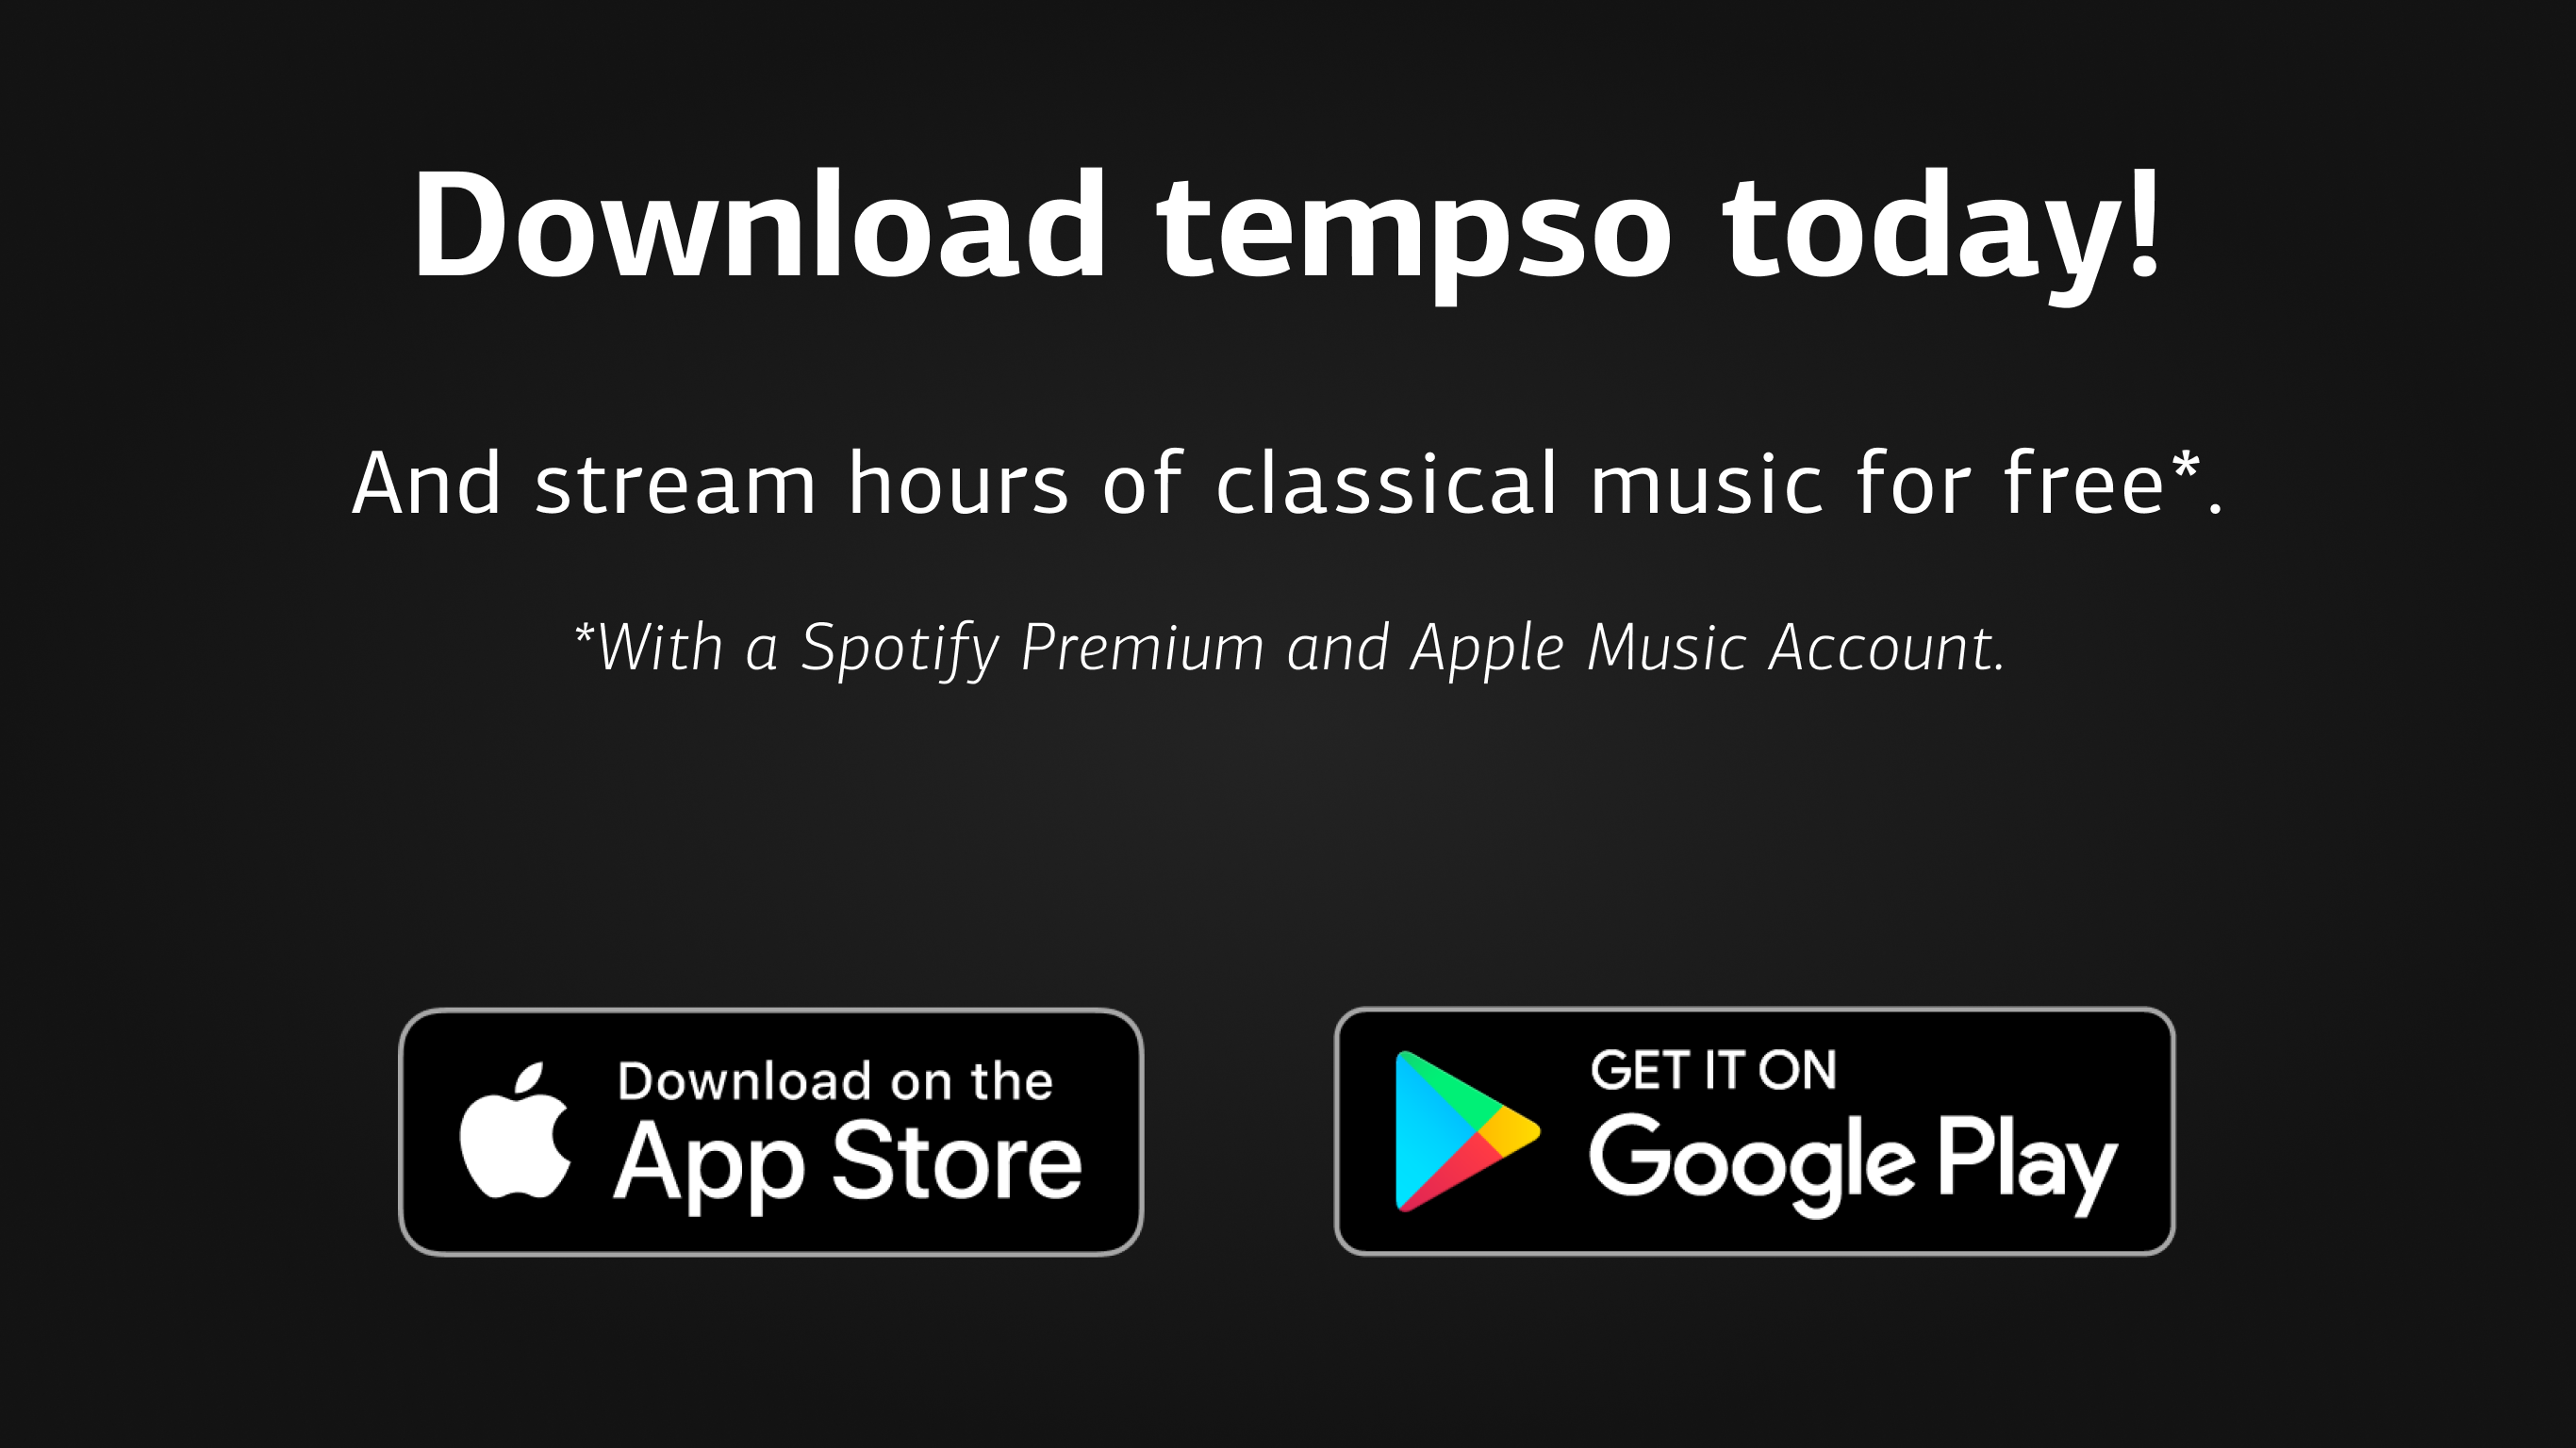 Download tempso today!
And stream hours of classical music for free*.
*With a Spotify Premium and Apple Music Account.
Download on the
App Store
GET IT ON
Google Play